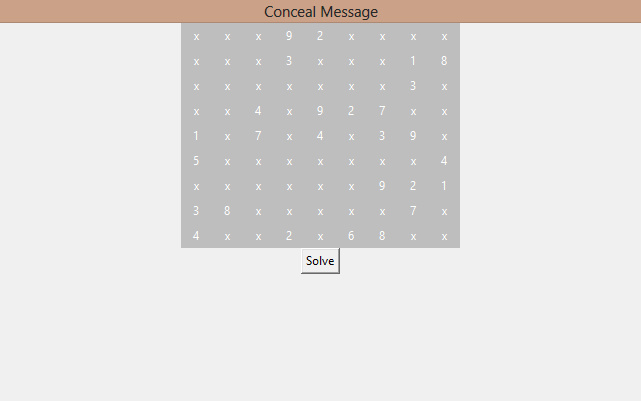 Conceal Message
x x x 9 2 x x x x
x x x 3 x x x 1 8
x x x x x x x 3 x
x x 4 x 9 2 7 x x
1 x 7 x 4 x 3 9 x
5 x x x x x x x 4
x x x x x x 9 2 1
3 8 x x x x x 7 x
4 x x 2 x 6 8 x x
Solve